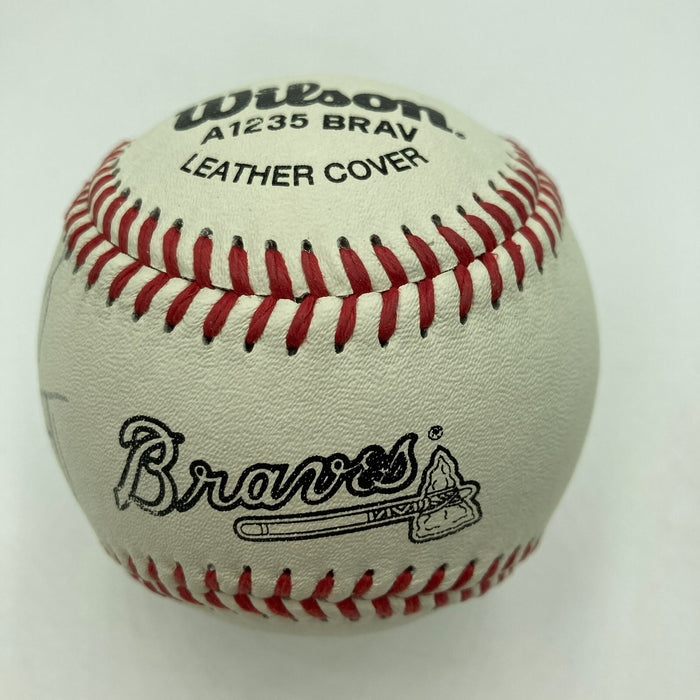 Wilson.
A1235 BRAV
LEATHER COVER
Braves®